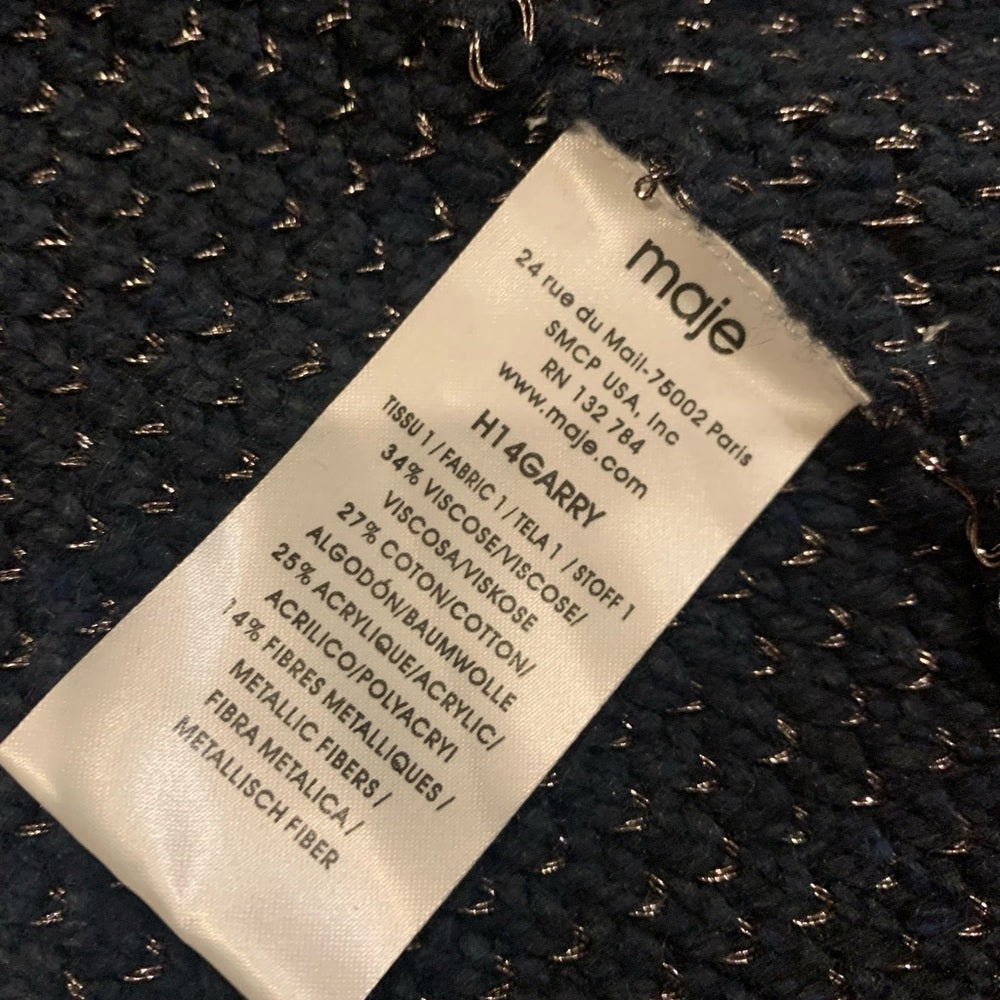 maje
24 rue du Mail-75002 Paris
SMCP USA, Inc
RN 132 784
www.maje.com
H14GARRY
TISSU 1 / FABRIC 1 / TELA 1 / STOFF 1
34% VISCOSE/VISCOSE/
VISCOSA/VISKOSE
27% COTON/COTTON/
ALGODÓN/BAUMWOLLE
25% ACRYLIQUE/ACRYLIC/
ACRILICO/POLYACRYl
14% FIBRES METALLIQUES /
METALLIC FIBERS /
FIBRA METALICA /
METALLISCH FIBER